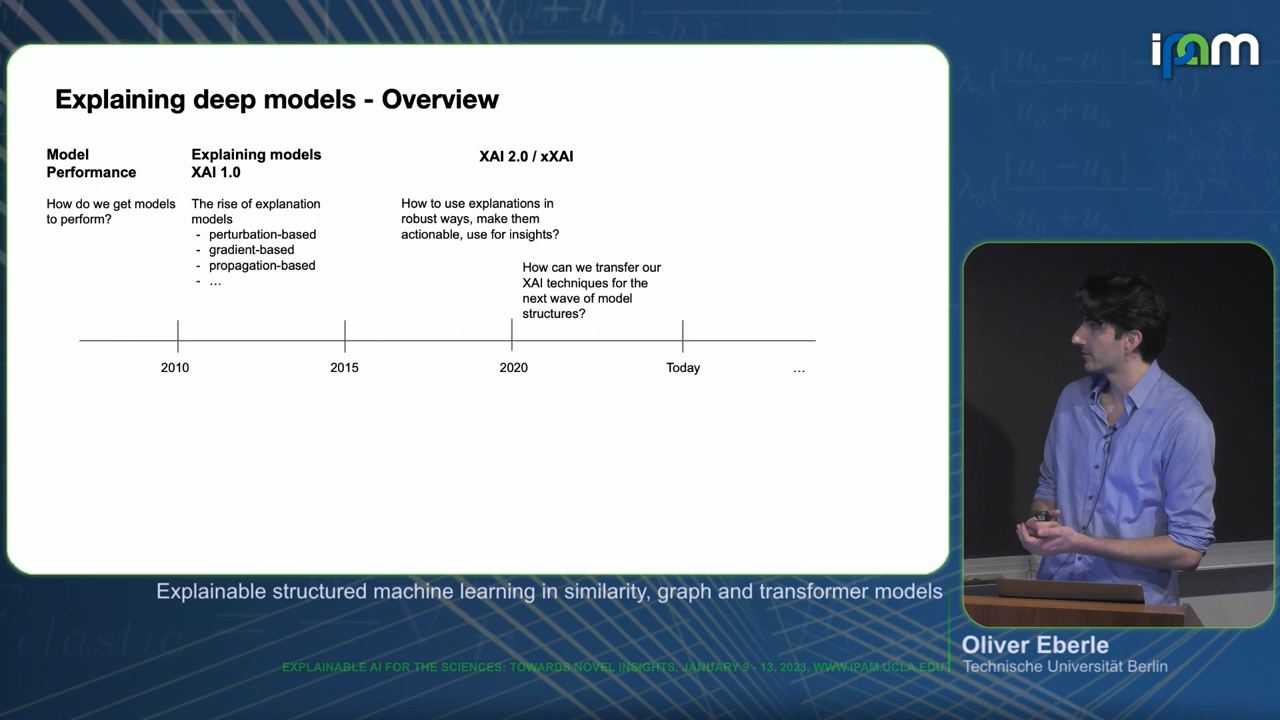 ipam
Explaining deep models - Overview
Model
Performance
How do we get models
to perform?
Explaining models
XAI 1.0
The rise of explanation
models
- perturbation-based
- gradient-based
- propagation-based
- …
XAI 2.0 / xXAI
How to use explanations in
robust ways, make them
actionable, use for insights?
How can we transfer our
XAI techniques for the
next wave of model
structures?
2010 2015 2020 Today …
Explainable structured machine learning in similarity, graph and transformer models
Oliver Eberle
Technische Universität Berlin
EXPLAINABLE AI FOR THE SCIENCES: TOWARDS NOVEL INSIGHTS, JANUARY 9 - 13, 2023, WWW.IPAM.UCLA.EDU
elastic